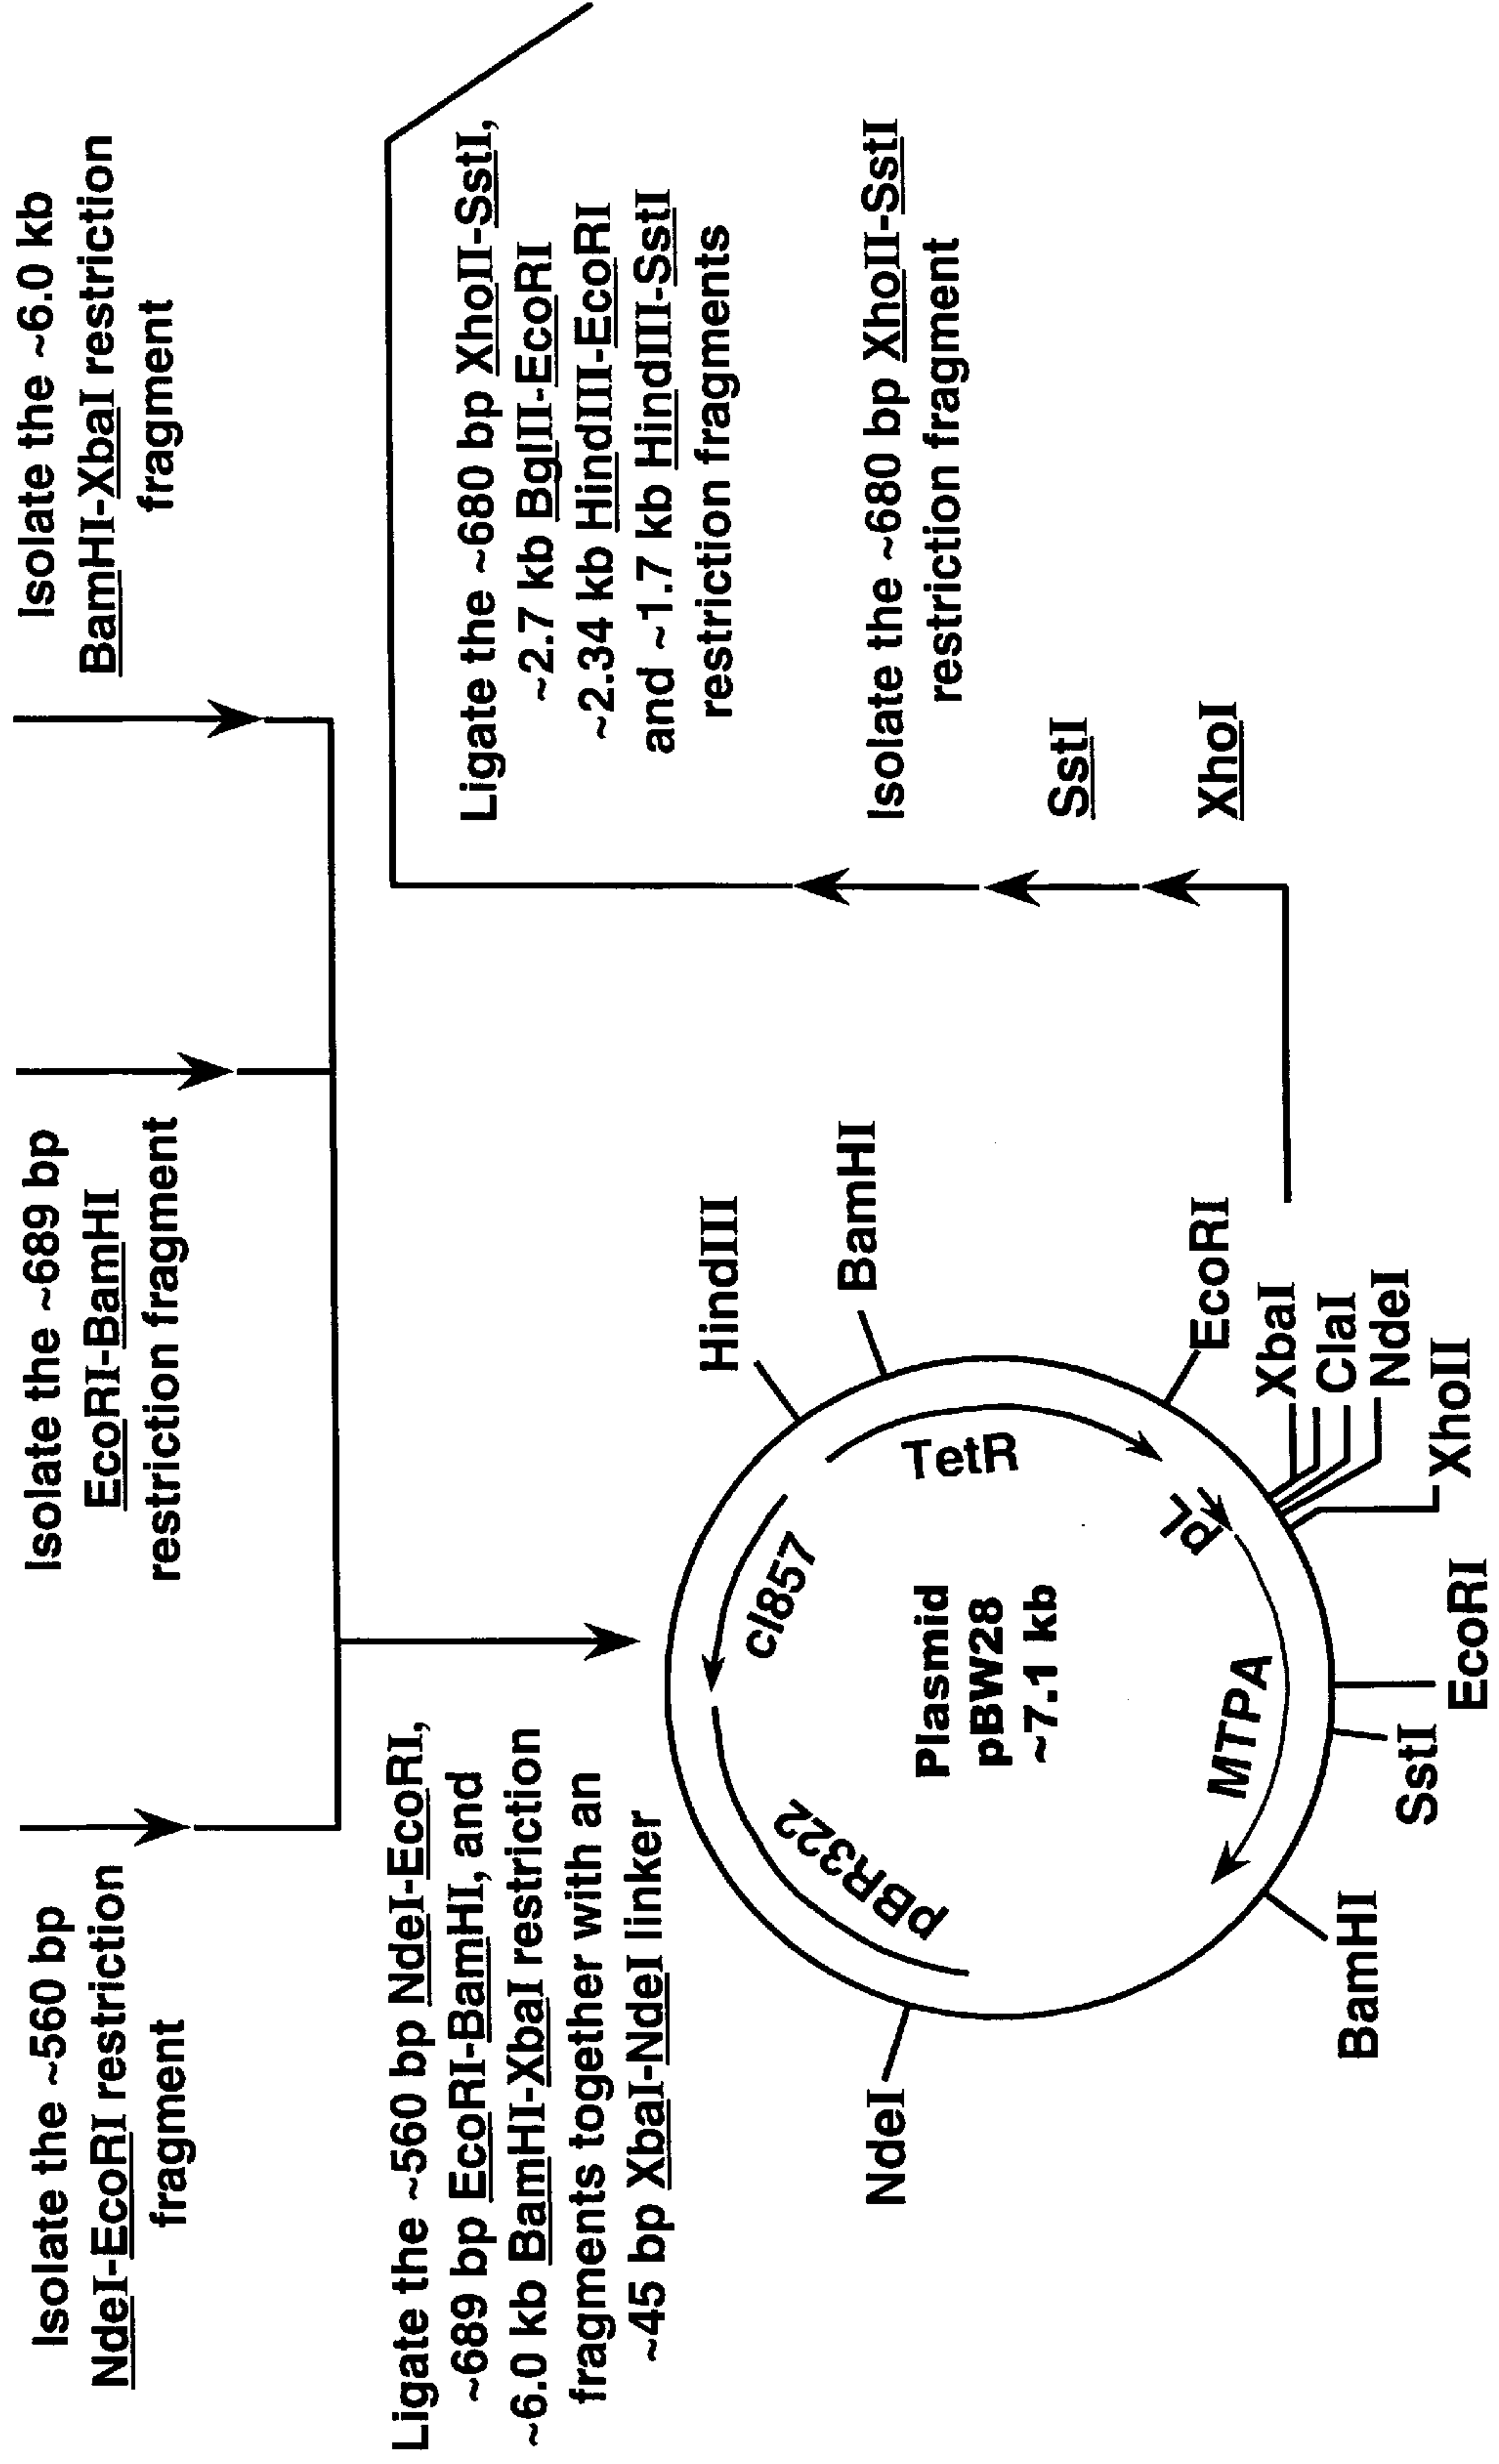 Isolate the ~560 bp
NdeI-EcoRI restriction
fragment
Isolate the ~689 bp
EcoRI-BamHI
restriction fragment
Isolate the ~6.0 kb
BamHI-XbaI restriction
fragment
Ligate the ~560 bp NdeI-EcoRI,
~689 bp EcoRI-BamHI, and
~6.0 kb BamHI-XbaI restriction
fragments together with an
~45 bp XbaI-NdeI linker
Ligate the ~680 bp XhoII-SstI,
~2.7 kb BglII-EcoRI
~2.34 kb HindIII-EcoRI
and ~1.7 kb HindIII-SstI
restriction fragments
Isolate the ~680 bp XhoII-SstI
restriction fragment
SstI
XhoI
HindIII
BamHI
EcoRI
XbaI
ClaI
NdeI
XhoII
EcoRI
SstI
BamHI
NdeI
cI857
TetR
pL
MTPA
pBR322
Plasmid
pBW28
~7.1 kb